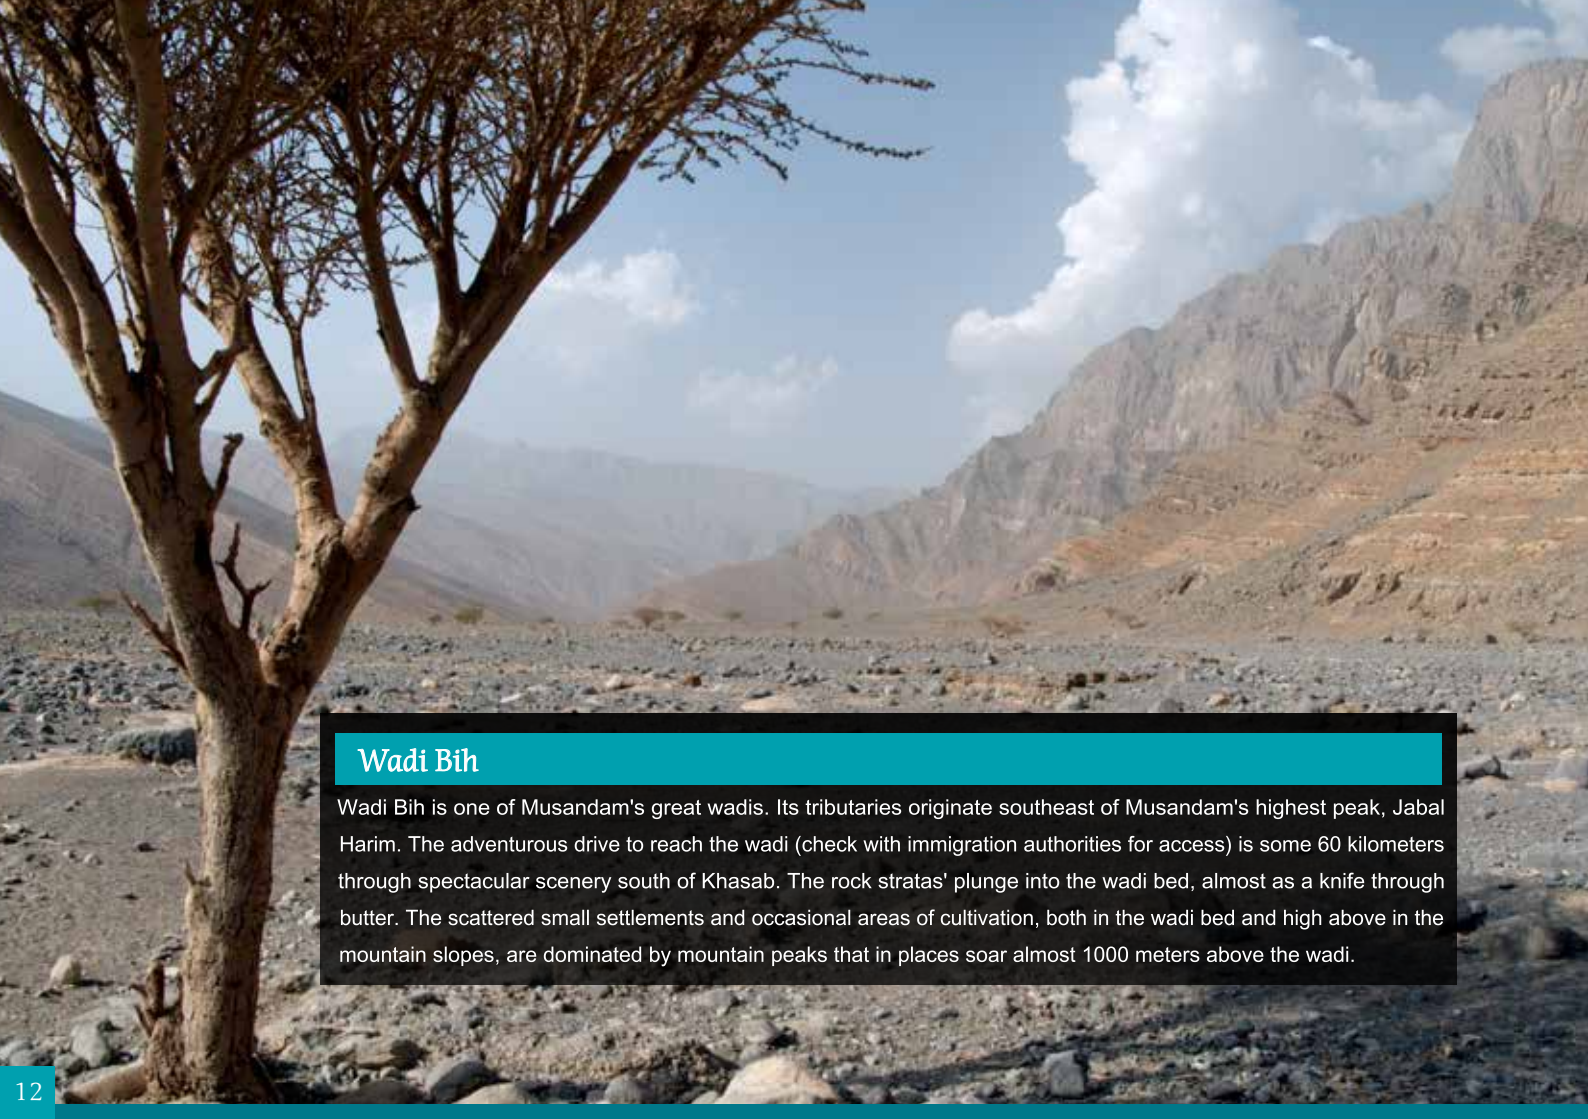 Wadi Bih
Wadi Bih is one of Musandam's great wadis. Its tributaries originate southeast of Musandam's highest peak, Jabal
Harim. The adventurous drive to reach the wadi (check with immigration authorities for access) is some 60 kilometers
through spectacular scenery south of Khasab. The rock stratas' plunge into the wadi bed, almost as a knife through
butter. The scattered small settlements and occasional areas of cultivation, both in the wadi bed and high above in the
mountain slopes, are dominated by mountain peaks that in places soar almost 1000 meters above the wadi.
12